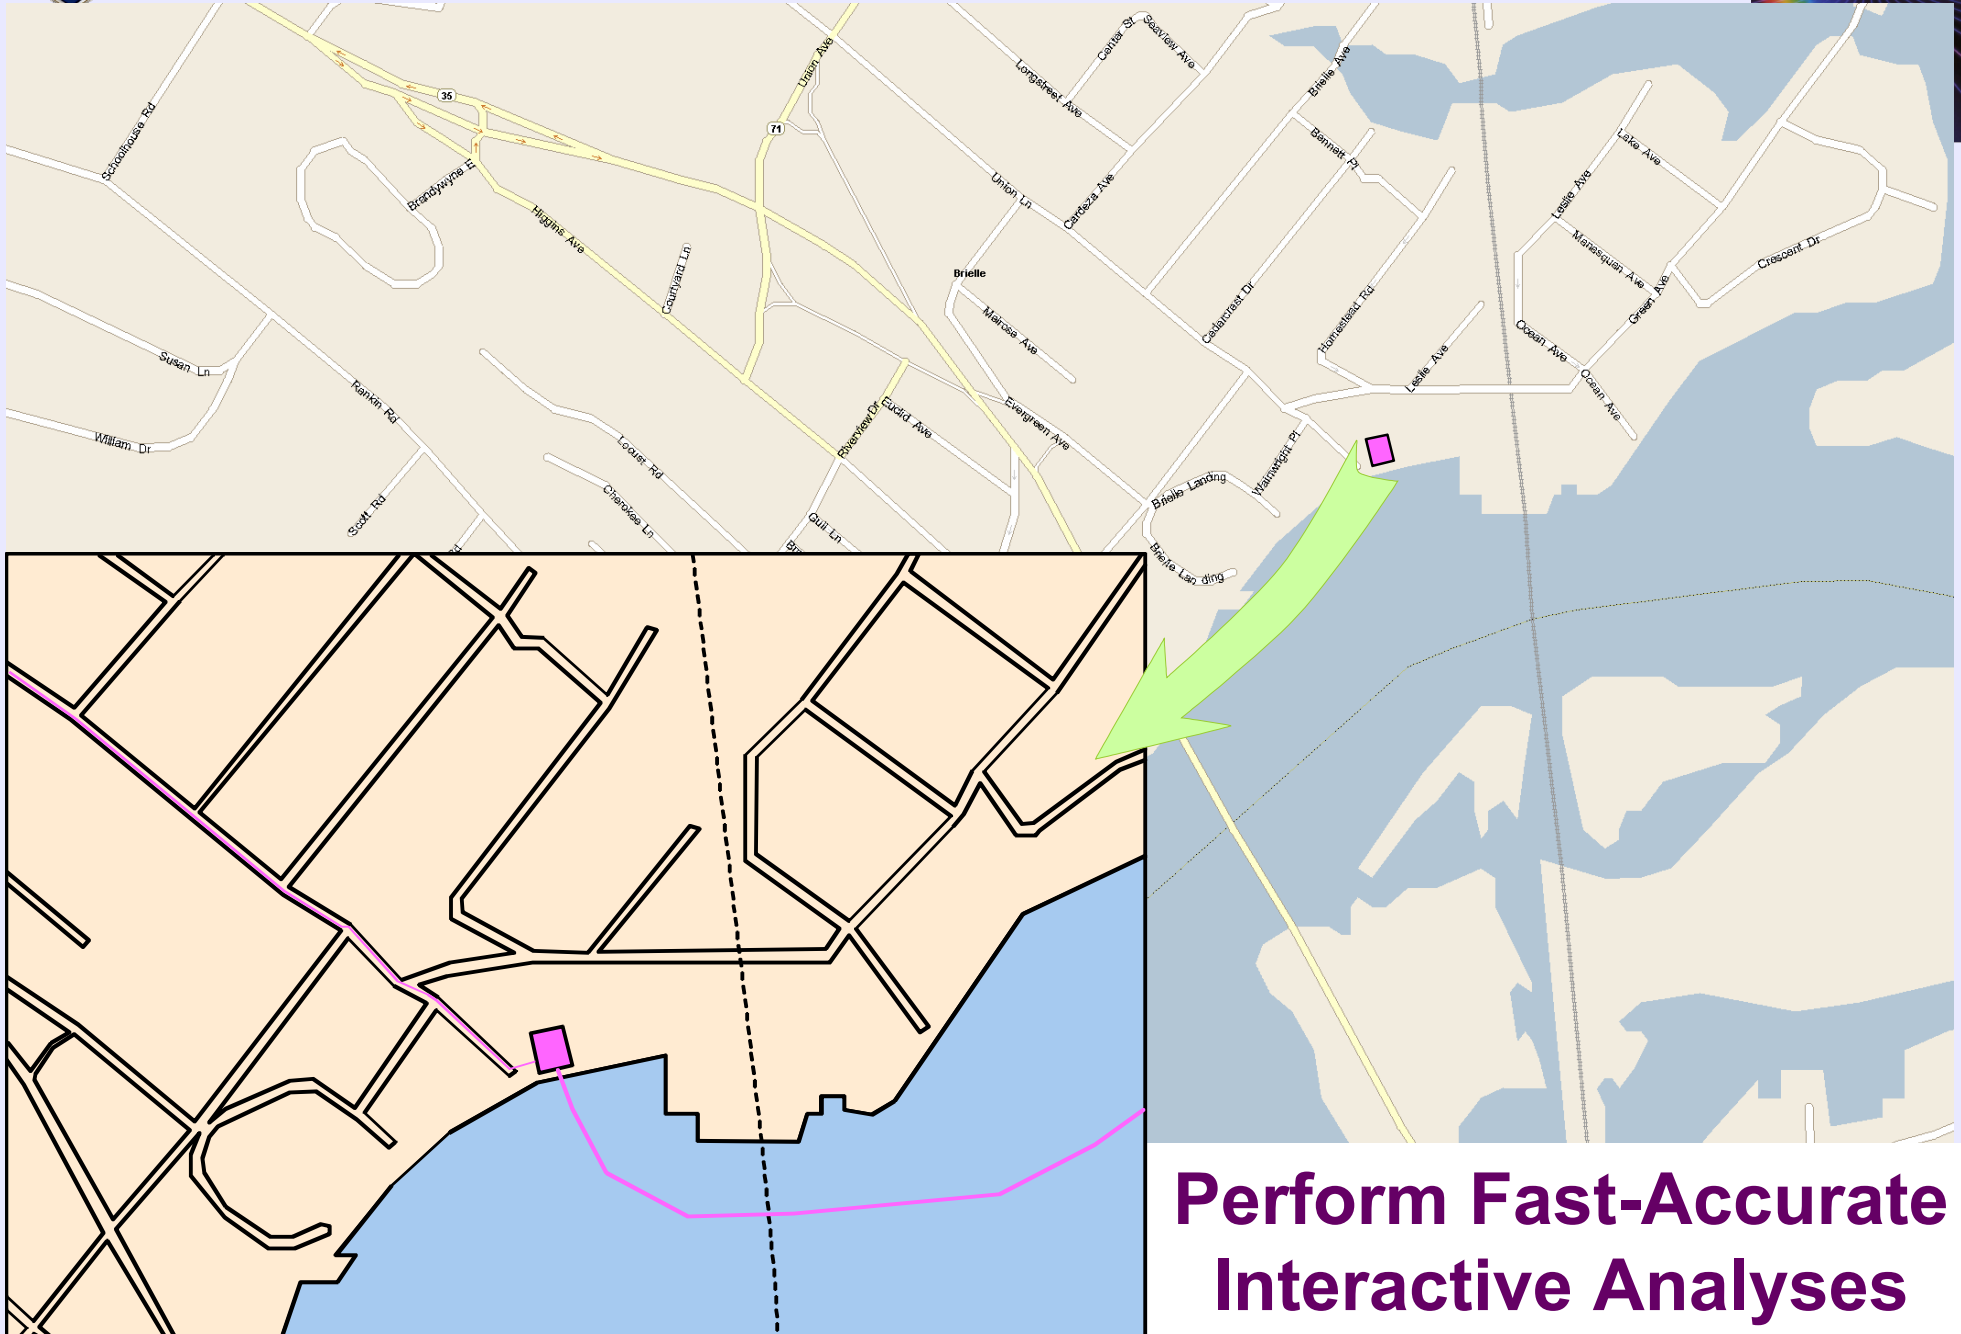 Center St
Seaview Ave
Union Ave
Longstreet Ave
Brielle Ave
35
71
Schoolhouse Rd
Bennett Pl
Lake Ave
Brandywyne E
Union Ln
Cardeza Ave
Leslie Ave
Higgins Ave
Manasquan Ave
Crescent Dr
Courtyard Ln
Brielle
Green Ave
Cedarcrest Dr
Homestead Rd
Melrose Ave
Ocean Ave
Susan Ln
Leslie Ave
Ocean Ave
Rankin Rd
Riverview Dr
Euclid Ave
Evergreen Ave
William Dr
Locust Rd
Wainwright Pl
Brielle Landing
Scott Rd
Cherokee Ln
Gull Ln
Rd
Brielle Landing
Perform Fast-Accurate
Interactive Analyses